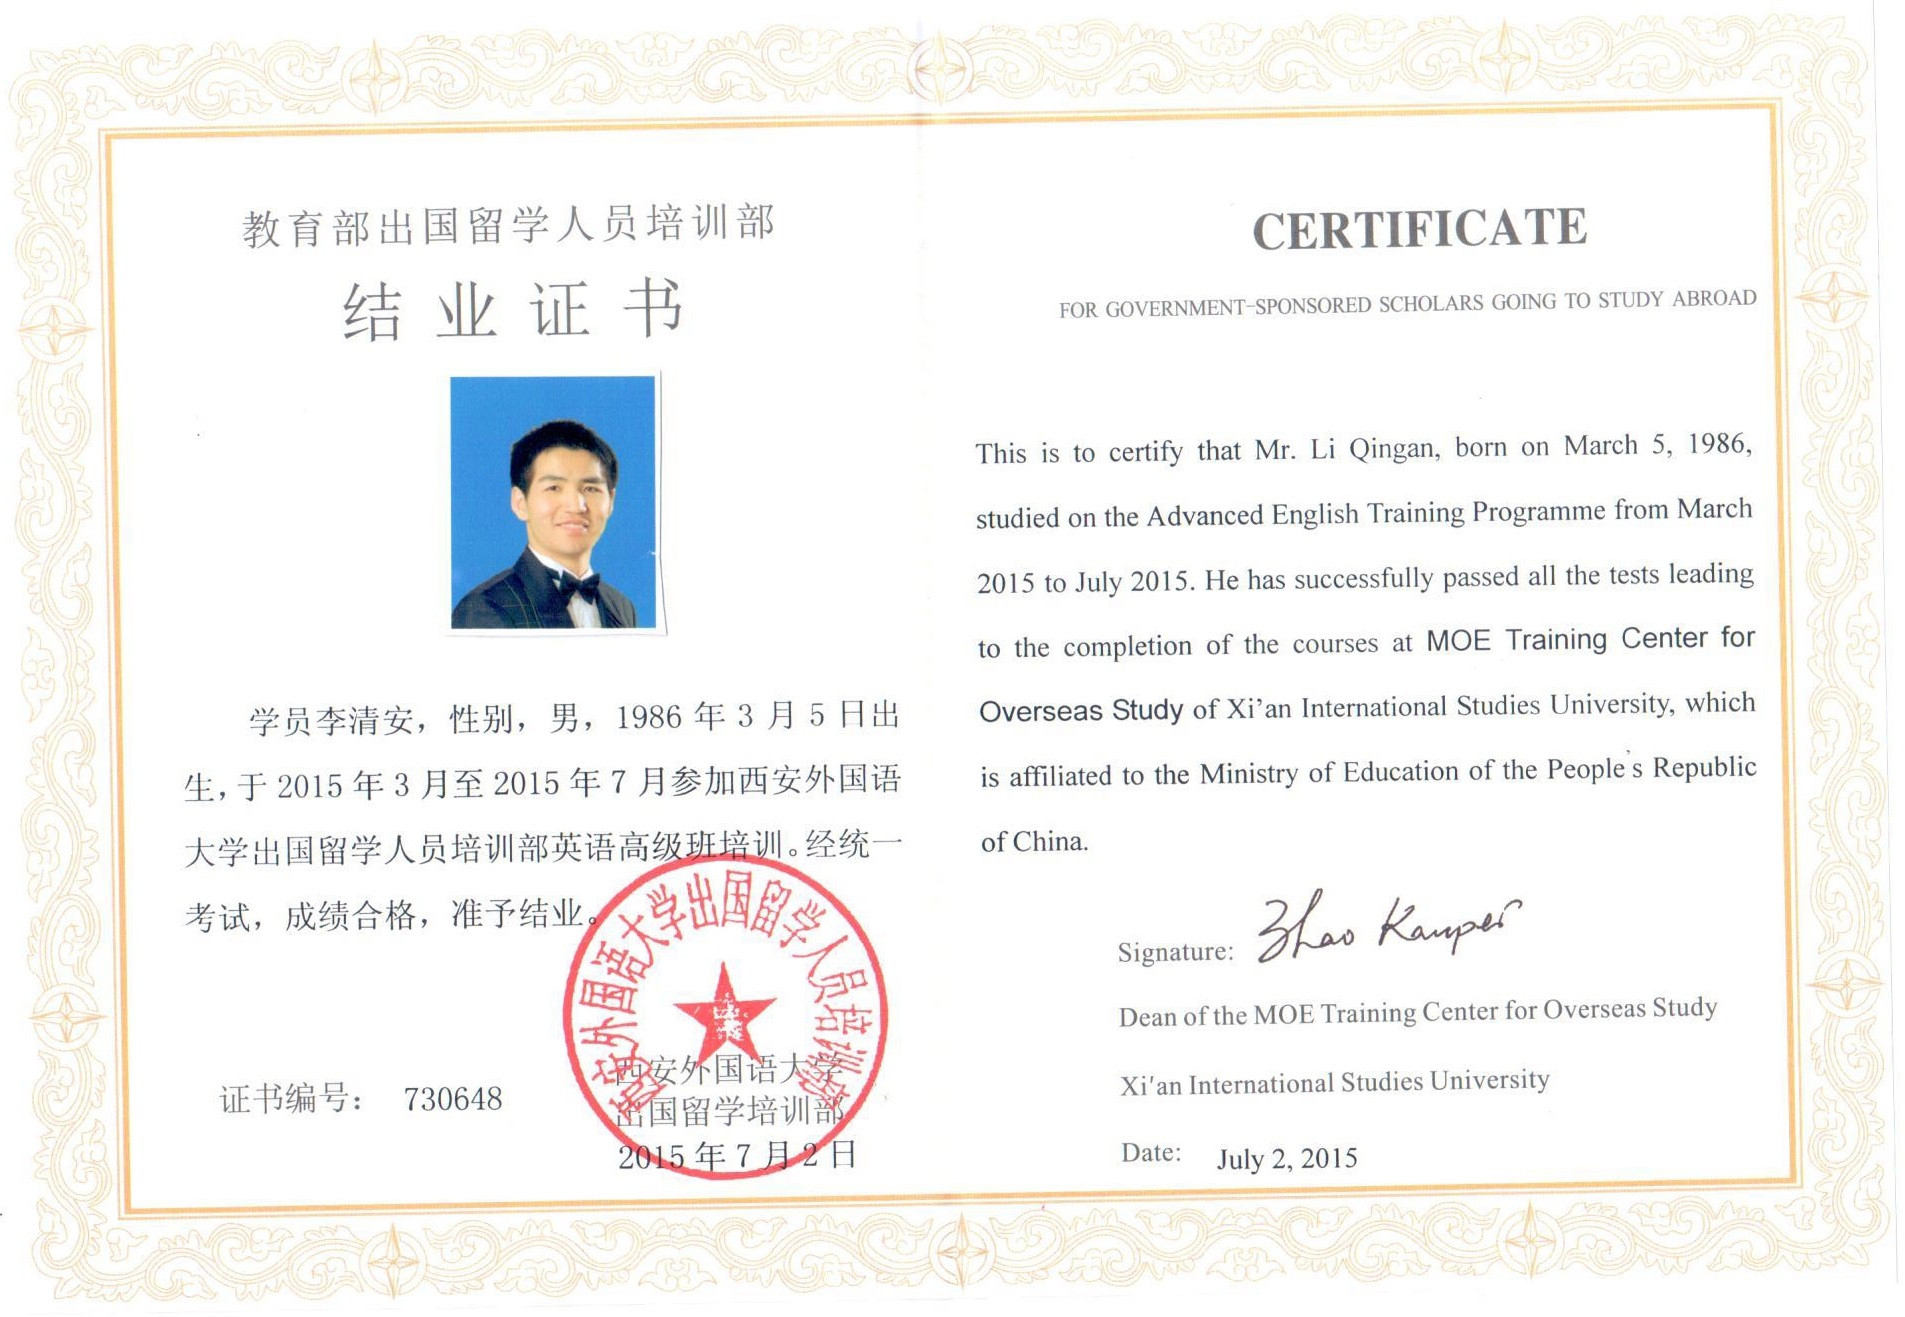 教育部出国留学人员培训部
结业证书
学员李清安，性别，男，1986年3月5日出
生，于2015年3月至2015年7月参加西安外国语
大学出国留学人员培训部英语高级班培训。经统一
考试，成绩合格，准予结业。
西安外国语大学出国留学人员培训部
证书编号： 730648
西安外国语大学
出国留学培训部
2015年7月2日
CERTIFICATE
FOR GOVERNMENT-SPONSORED SCHOLARS GOING TO STUDY ABROAD
This is to certify that Mr. Li Qingan, born on March 5, 1986,
studied on the Advanced English Training Programme from March
2015 to July 2015. He has successfully passed all the tests leading
to the completion of the courses at MOE Training Center for
Overseas Study of Xi'an International Studies University, which
is affiliated to the Ministry of Education of the People's Republic
of China.
Signature: Zhao
Dean of the MOE Training Center for Overseas Study
Xi'an International Studies University
Date: July 2, 2015